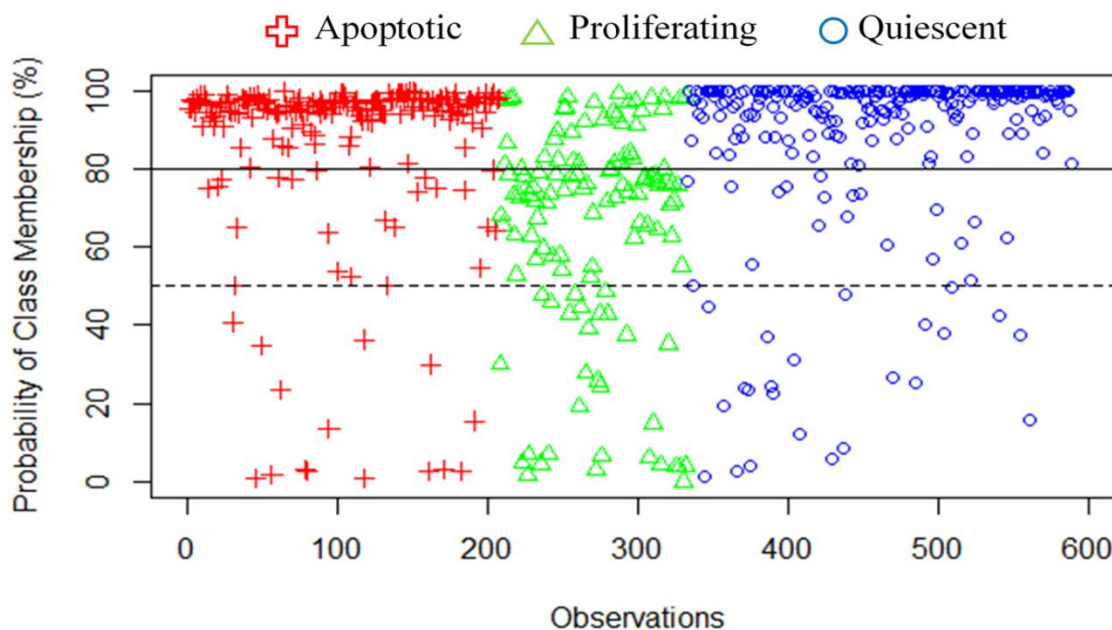 Apoptotic Proliferating Quiescent
Probability of Class Membership (%)
100
80
60
40
20
0
0 100 200 300 400 500 600
Observations